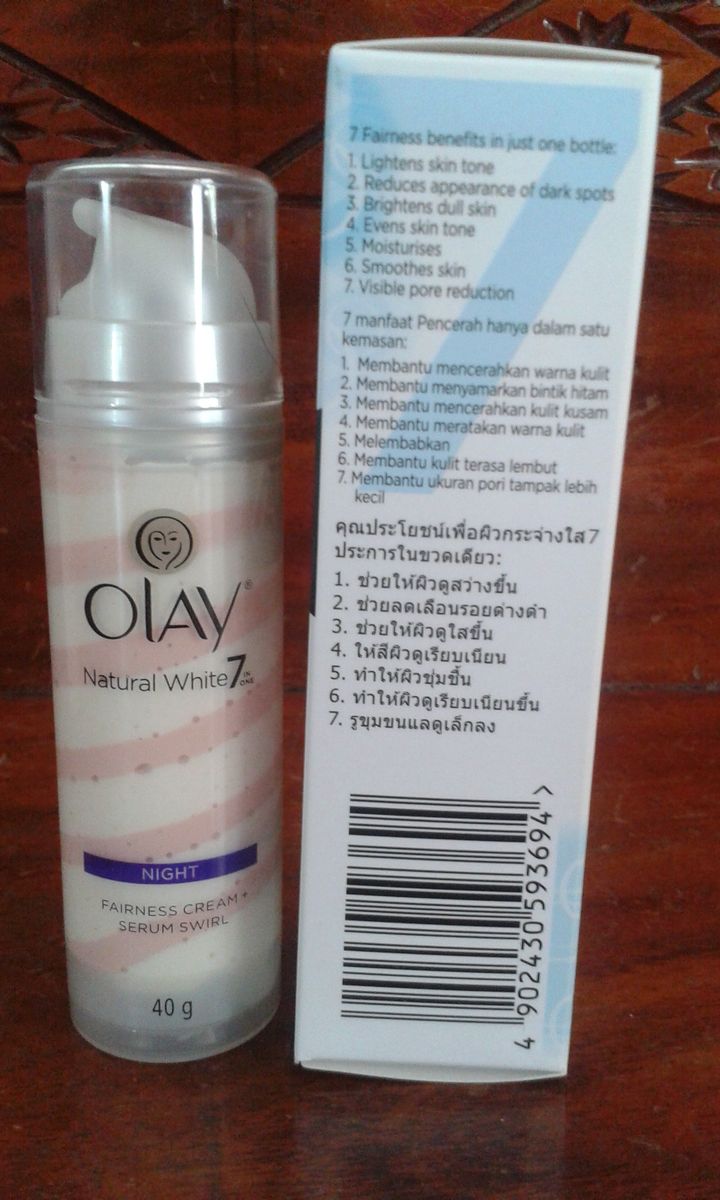 OLAY®
Natural White 7 IN ONE
NIGHT
FAIRNESS CREAM +
SERUM SWIRL
40 g
7 Fairness benefits in just one bottle:
1. Lightens skin tone
2. Reduces appearance of dark spots
3. Brightens dull skin
4. Evens skin tone
5. Moisturises
6. Smoothes skin
7. Visible pore reduction
7 manfaat Pencerah hanya dalam satu
kemasan:
1. Membantu mencerahkan warna kulit
2. Membantu menyamarkan bintik hitam
3. Membantu mencerahkan kulit kusam
4. Membantu meratakan warna kulit
5. Melembabkan
6. Membantu kulit terasa lembut
7. Membantu ukuran pori tampak lebih
kecil
คุณประโยชน์เพื่อผิวกระจ่างใส7
ประการในขวดเดียว:
1. ช่วยให้ผิวดูสว่างขึ้น
2. ช่วยลดเลือนรอยด่างดำ
3. ช่วยให้ผิวดูใสขึ้น
4. ให้สีผิวดูเรียบเนียน
5. ทำให้ผิวชุ่มชื้น
6. ทำให้ผิวดูเรียบเนียนขึ้น
7. รูขุมขนแลดูเล็กลง
4 902430 593694 >